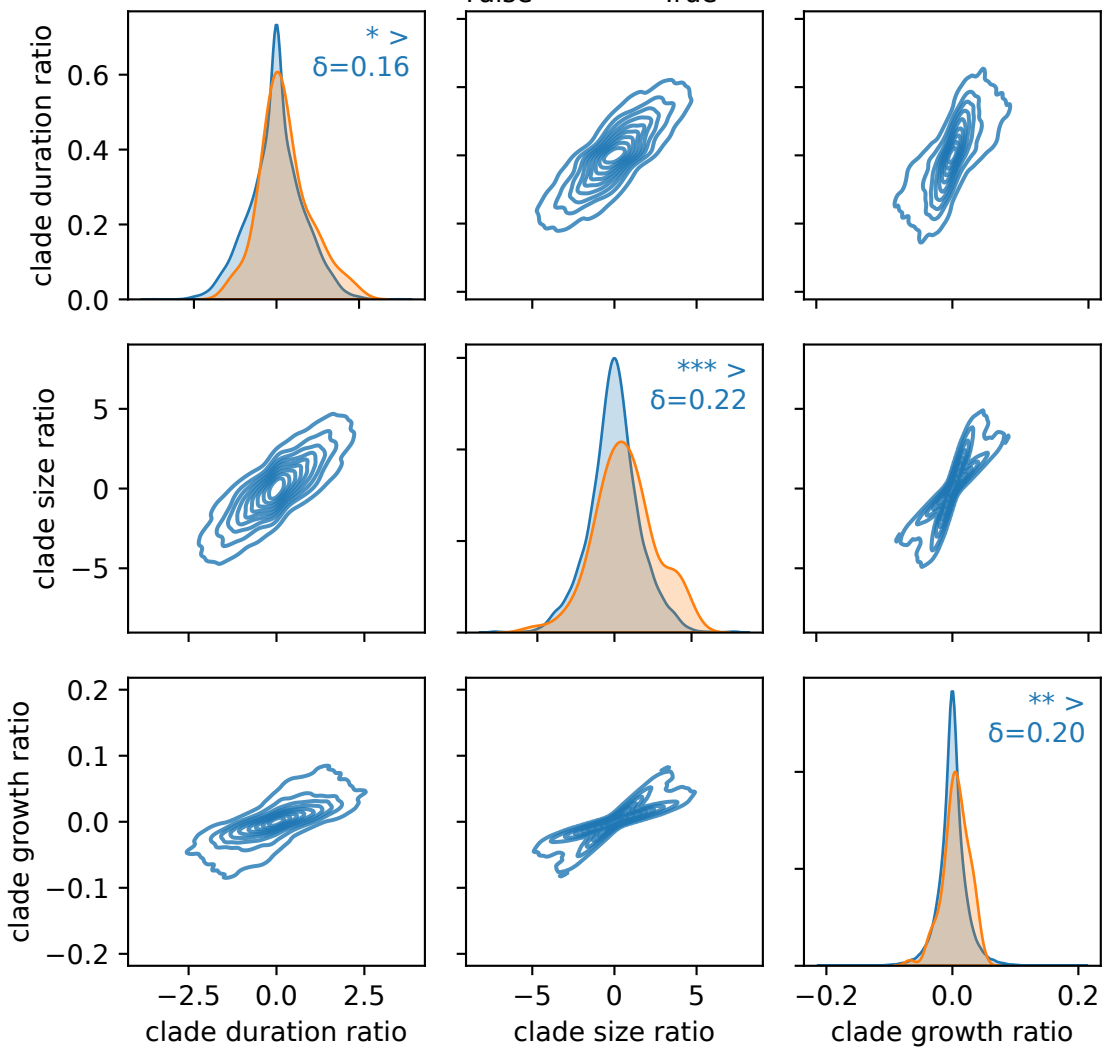 clade duration ratio
0.6
0.4
0.2
0.0
* >
δ=0.16
clade size ratio
5
0
−5
*** >
δ=0.22
clade growth ratio
0.2
0.1
0.0
−0.1
−0.2
** >
δ=0.20
−2.5 0.0 2.5
−5 0 5
−0.2 0.0 0.2
clade duration ratio
clade size ratio
clade growth ratio